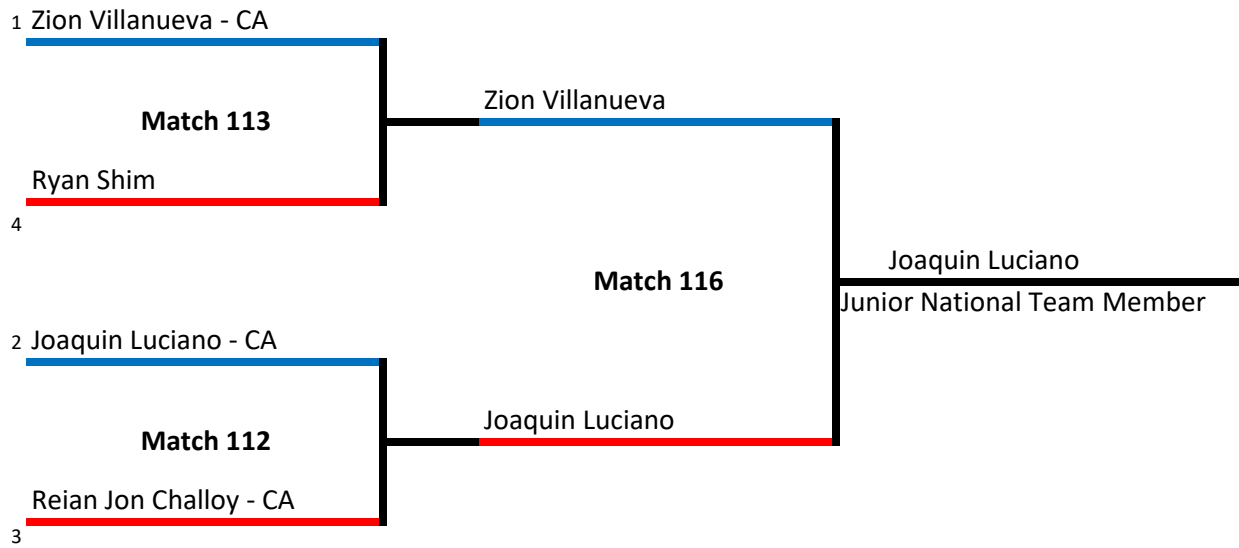 1 Zion Villanueva - CA
Zion Villanueva
Match 113
Ryan Shim
4
Joaquin Luciano
Match 116
Junior National Team Member
2 Joaquin Luciano - CA
Joaquin Luciano
Match 112
Reian Jon Challoy - CA
3